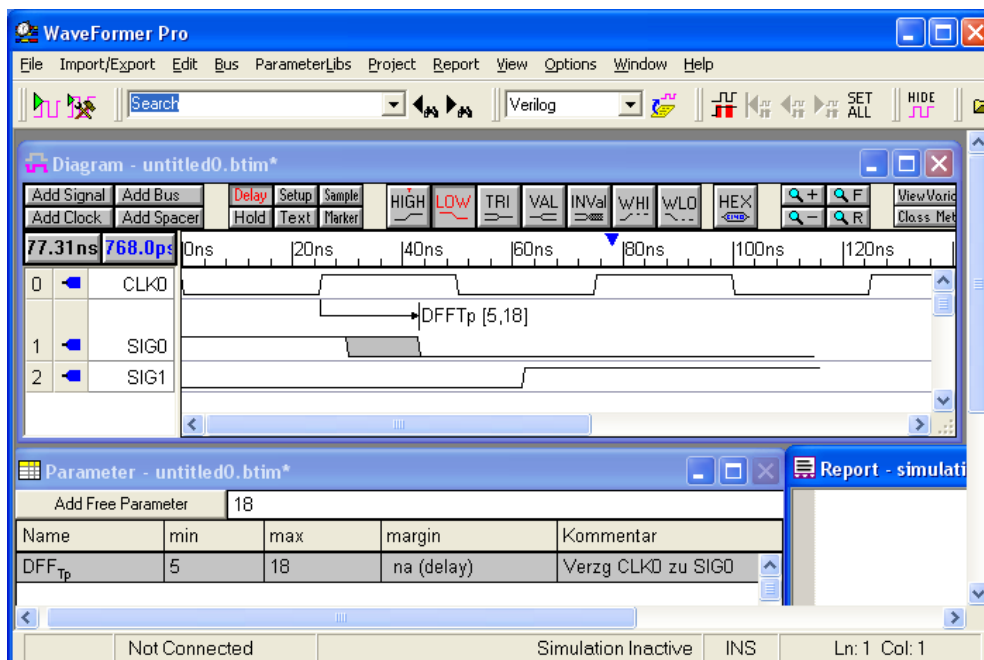 WaveFormer Pro
File Import/Export Edit Bus ParameterLibs Project Report View Options Window Help
Search Verilog SET ALL HIDE
Diagram - untitled0.btim*
Add Signal Add Bus Delay Setup Sample HIGH LOW TRI VAL INVal WHI WLO HEX Q+ QF ViewVaria
Add Clock Add Spacer Hold Text Marker Q- QR Class Met
77.31ns 768.0ps 0ns 20ns 40ns 60ns 80ns 100ns 120ns
0 CLK0
DFFTp [5,18]
1 SIG0
2 SIG1
Parameter - untitled0.btim* Report - simulati
Add Free Parameter 18
Name min max margin Kommentar
DFFTp 5 18 na (delay) Verzg CLK0 zu SIG0
Not Connected Simulation Inactive INS Ln: 1 Col: 1